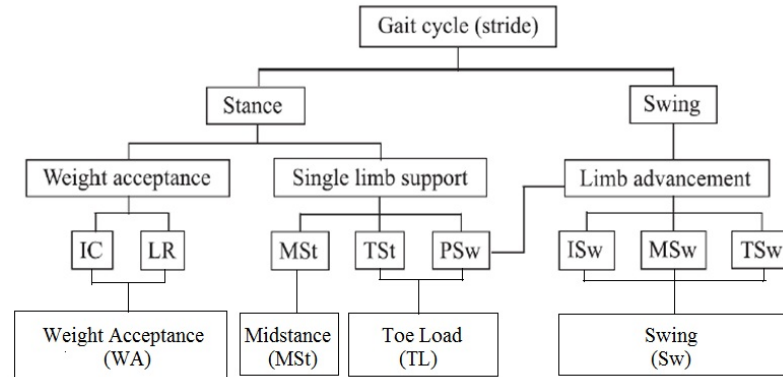 Gait cycle (stride)
Stance
Swing
Weight acceptance
Single limb support
Limb advancement
IC
LR
MSt
TSt
PSw
ISw
MSw
TSw
Weight Acceptance
(WA)
Midstance
(MSt)
Toe Load
(TL)
Swing
(Sw)